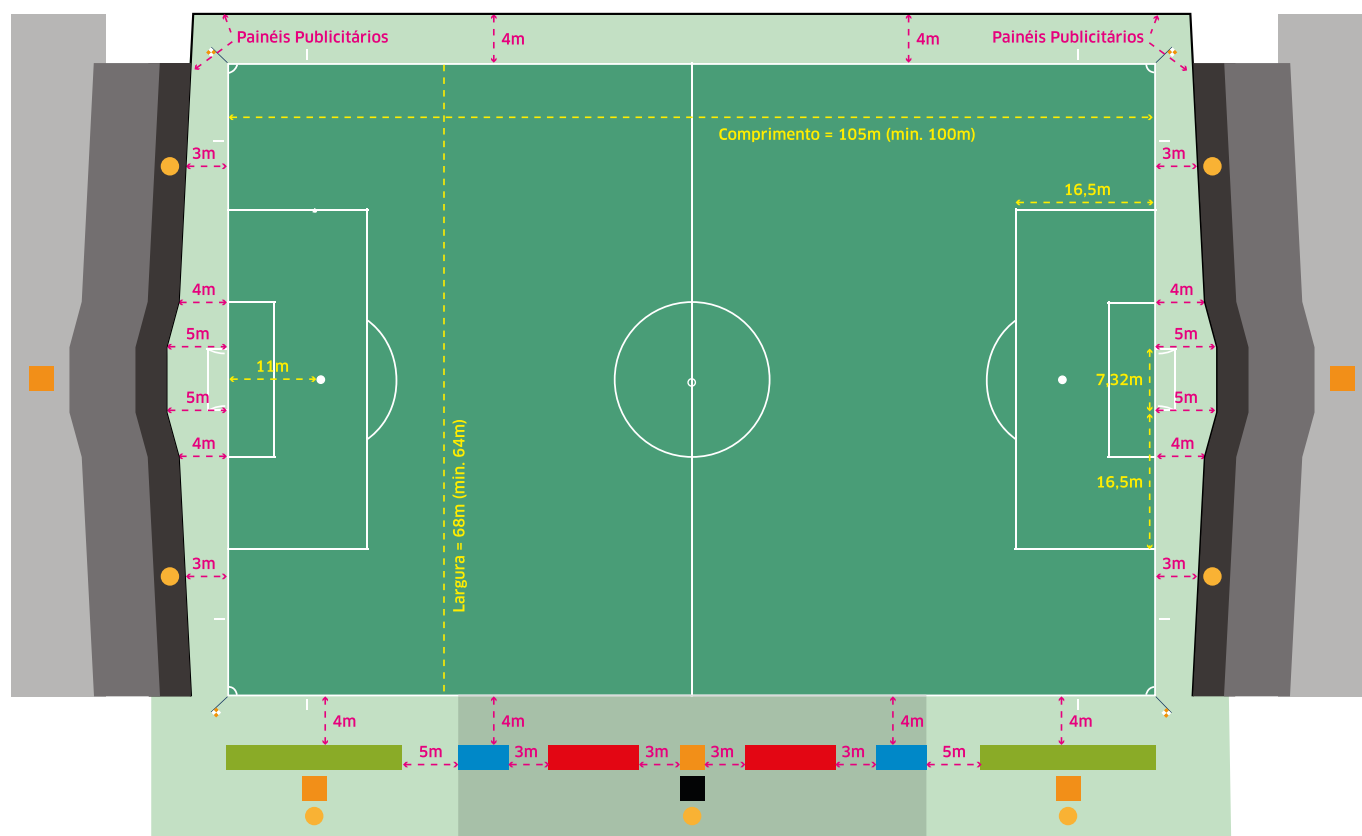 Painéis Publicitários
4m
4m
Painéis Publicitários
Comprimento = 105m (min. 100m)
3m
3m
16,5m
4m
4m
5m
5m
11m
7,32m
5m
5m
4m
4m
16,5m
Largura = 68m (min. 64m)
3m
3m
4m
4m
4m
4m
5m
3m
3m
3m
3m
5m